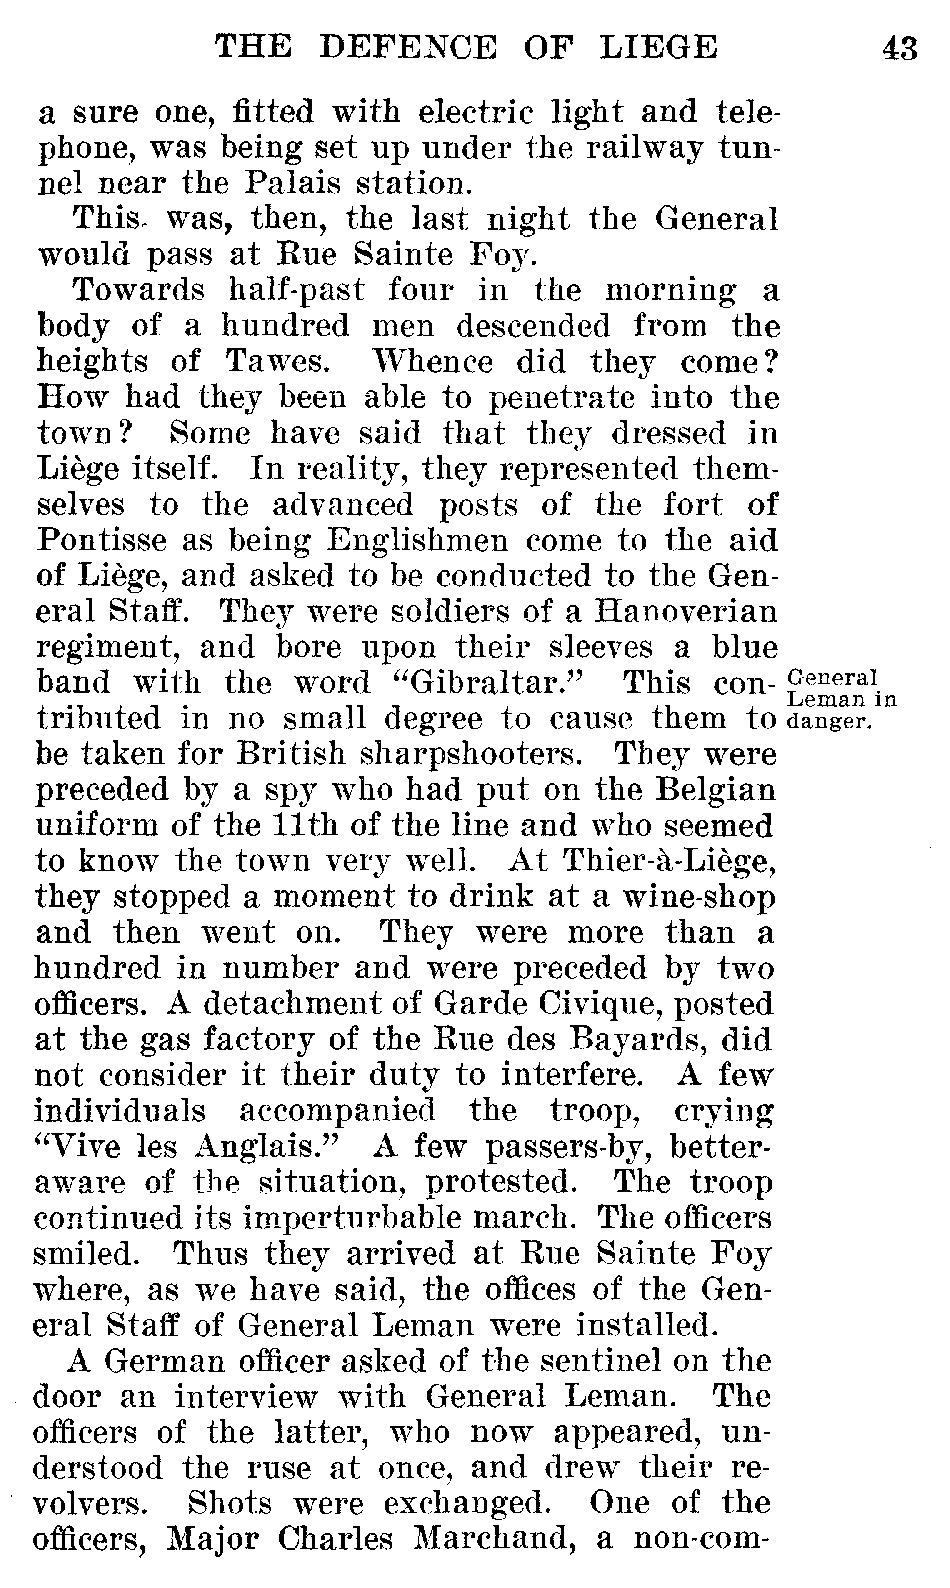 THE DEFENCE OF LIEGE 43
a sure one, fitted with electric light and tele-
phone, was being set up under the railway tun-
nel near the Palais station.
This was, then, the last night the General
would pass at Rue Sainte Foy.
Towards half-past four in the morning a
body of a hundred men descended from the
heights of Tawes. Whence did they come?
How had they been able to penetrate into the
town? Some have said that they dressed in
Liège itself. In reality, they represented them-
selves to the advanced posts of the fort of
Pontisse as being Englishmen come to the aid
of Liège, and asked to be conducted to the Gen-
eral Staff. They were soldiers of a Hanoverian
regiment, and bore upon their sleeves a blue
band with the word "Gibraltar." This con-
tributed in no small degree to cause them to
be taken for British sharpshooters. They were
preceded by a spy who had put on the Belgian
uniform of the 11th of the line and who seemed
to know the town very well. At Thier-à-Liège,
they stopped a moment to drink at a wine-shop
and then went on. They were more than a
hundred in number and were preceded by two
officers. A detachment of Garde Civique, posted
at the gas factory of the Rue des Bayards, did
not consider it their duty to interfere. A few
individuals accompanied the troop, crying
"Vive les Anglais." A few passers-by, better-
aware of the situation, protested. The troop
continued its imperturbable march. The officers
smiled. Thus they arrived at Rue Sainte Foy
where, as we have said, the offices of the Gen-
eral Staff of General Leman were installed.
A German officer asked of the sentinel on the
door an interview with General Leman. The
officers of the latter, who now appeared, un-
derstood the ruse at once, and drew their re-
volvers. Shots were exchanged. One of the
officers, Major Charles Marchand, a non-com-
General
Leman in
danger.